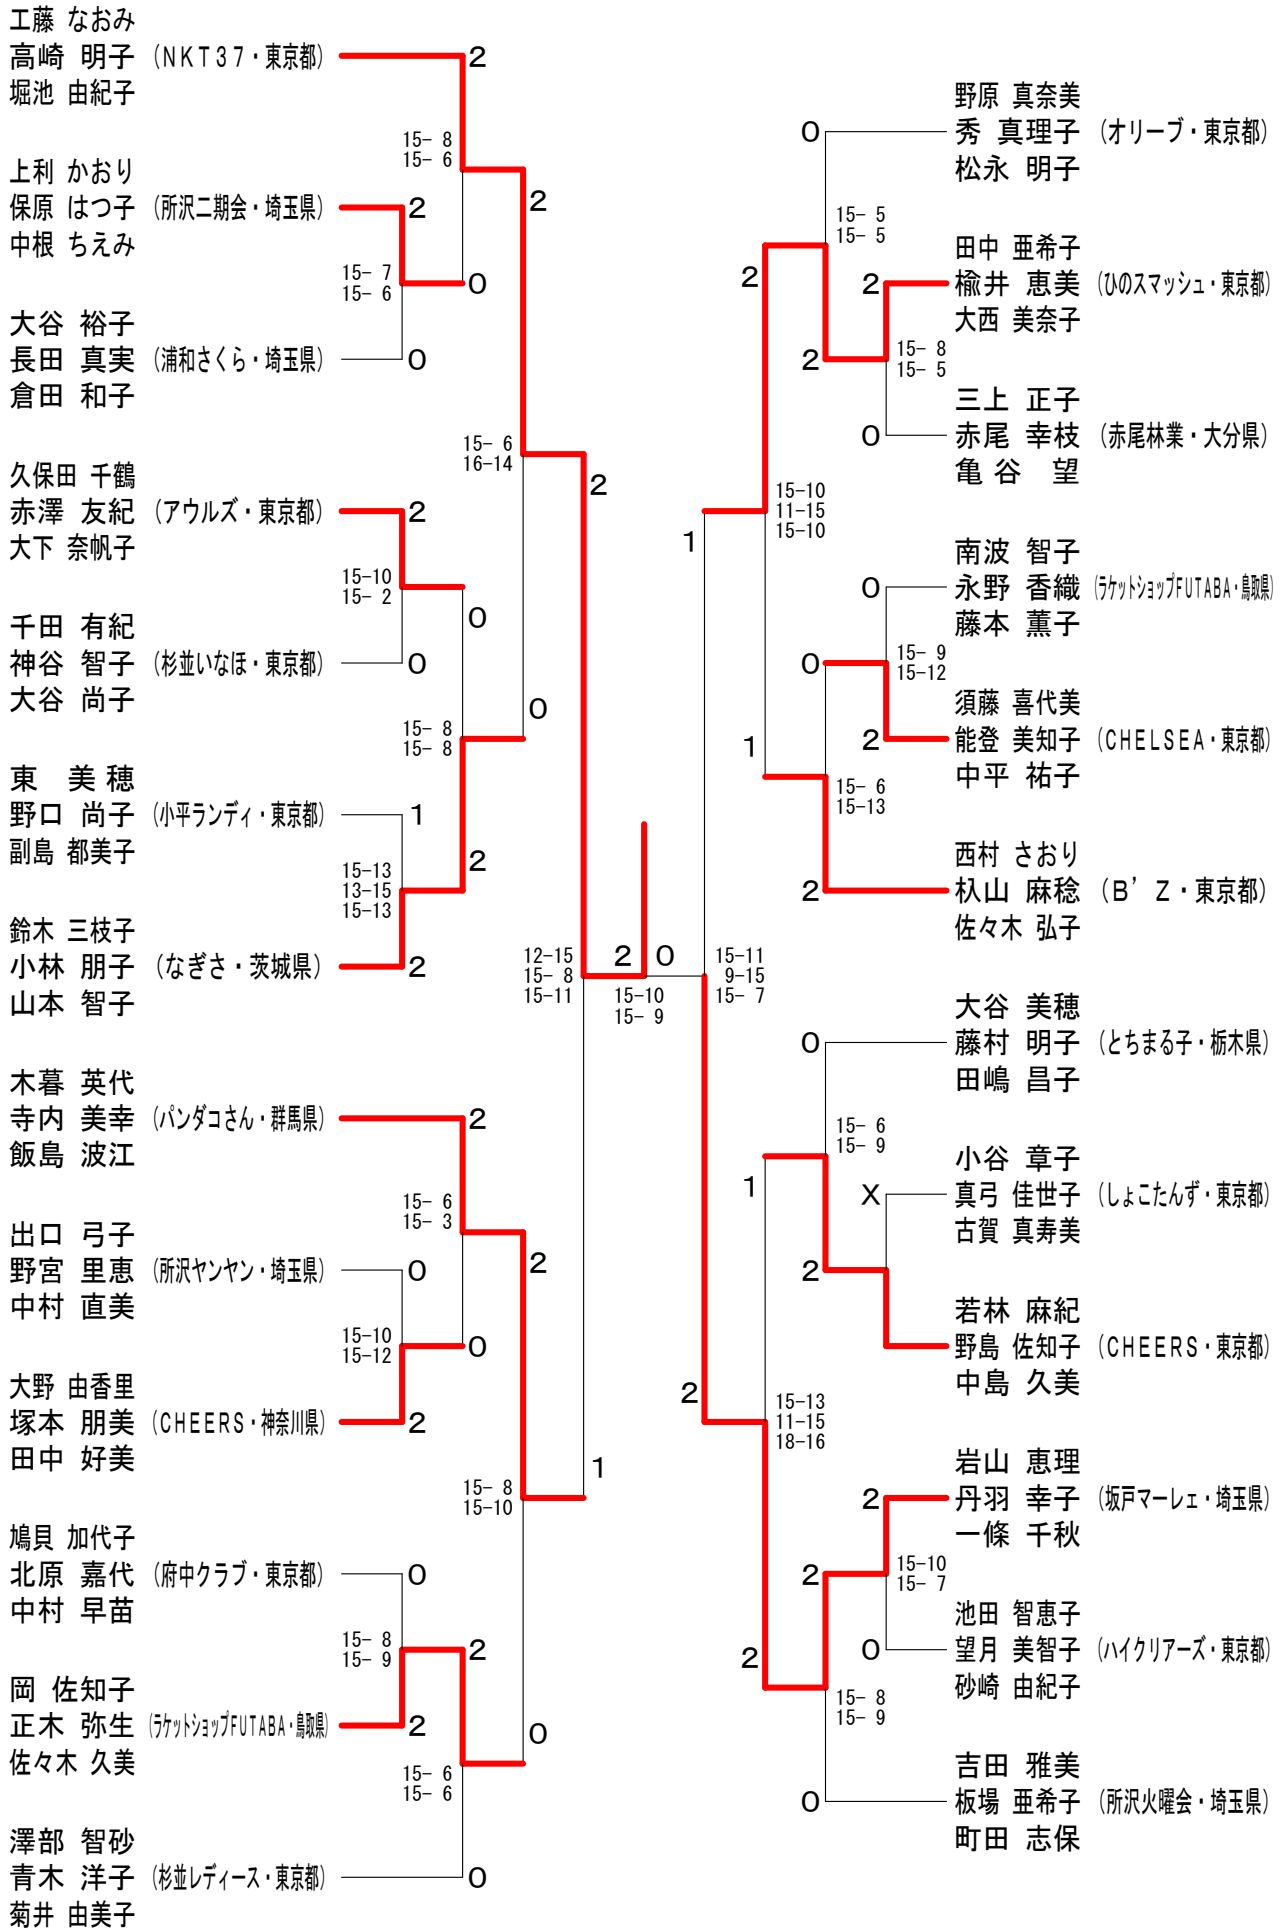 工藤 なおみ
高崎 明子 (NKT37・東京都)
堀池 由紀子
2
15- 8
15- 6
上利 かおり
保原 はつ子 (所沢二期会・埼玉県)
中根 ちえみ
2
2
15- 7
15- 6
0
大谷 裕子
長田 真実 (浦和さくら・埼玉県)
倉田 和子
0
15- 6
16-14
2
久保田 千鶴
赤澤 友紀 (アウルズ・東京都)
大下 奈帆子
2
15-10
15- 2
0
千田 有紀
神谷 智子 (杉並いなほ・東京都)
大谷 尚子
0
0
15- 8
15- 8
東 美穂
野口 尚子 (小平ランディ・東京都)
副島 都美子
1
15-13
13-15
15-13
2
鈴木 三枝子
小林 朋子 (なぎさ・茨城県)
山本 智子
2
12-15
15- 8
15-11
2 0
15-10
15- 9
木暮 英代
寺内 美幸 (パンダコさん・群馬県)
飯島 波江
2
15- 6
15- 3
出口 弓子
野宮 里恵 (所沢ヤンヤン・埼玉県)
中村 直美
0
2
15-10
15-12
0
大野 由香里
塚本 朋美 (CHEERS・神奈川県)
田中 好美
2
15- 8
15-10
1
鳩貝 加代子
北原 嘉代 (府中クラブ・東京都)
中村 早苗
0
15- 8
15- 9
2
岡 佐知子
正木 弥生 (ラケットショップFUTABA・鳥取県)
佐々木 久美
2
0
15- 6
15- 6
澤部 智砂
青木 洋子 (杉並レディース・東京都)
菊井 由美子
0
野原 真奈美
0 秀 真理子 (オリーブ・東京都)
松永 明子
15- 5
15- 5
2
田中 亜希子
2 楡井 恵美 (ひのスマッシュ・東京都)
大西 美奈子
2
15- 8
15- 5
三上 正子
0 赤尾 幸枝 (赤尾林業・大分県)
亀谷 望
1
15-10
11-15
15-10
南波 智子
0 永野 香織 (ラケットショップFUTABA・鳥取県)
藤本 薫子
0
15- 9
15-12
1
須藤 喜代美
2 能登 美知子 (CHELSEA・東京都)
中平 祐子
15- 6
15-13
西村 さおり
2 杁山 麻稔 (B’Z・東京都)
佐々木 弘子
15-11
9-15
15- 7
大谷 美穂
0 藤村 明子 (とちまる子・栃木県)
田嶋 昌子
15- 6
15- 9
1
小谷 章子
X 真弓 佳世子 (しょこたんず・東京都)
古賀 真寿美
2
若林 麻紀
野島 佐知子 (CHEERS・東京都)
中島 久美
2
15-13
11-15
18-16
岩山 恵理
2 丹羽 幸子 (坂戸マーレェ・埼玉県)
一條 千秋
2
15-10
15- 7
池田 智恵子
0 望月 美智子 (ハイクリアーズ・東京都)
砂崎 由紀子
2
15- 8
15- 9
吉田 雅美
0 板場 亜希子 (所沢火曜会・埼玉県)
町田 志保